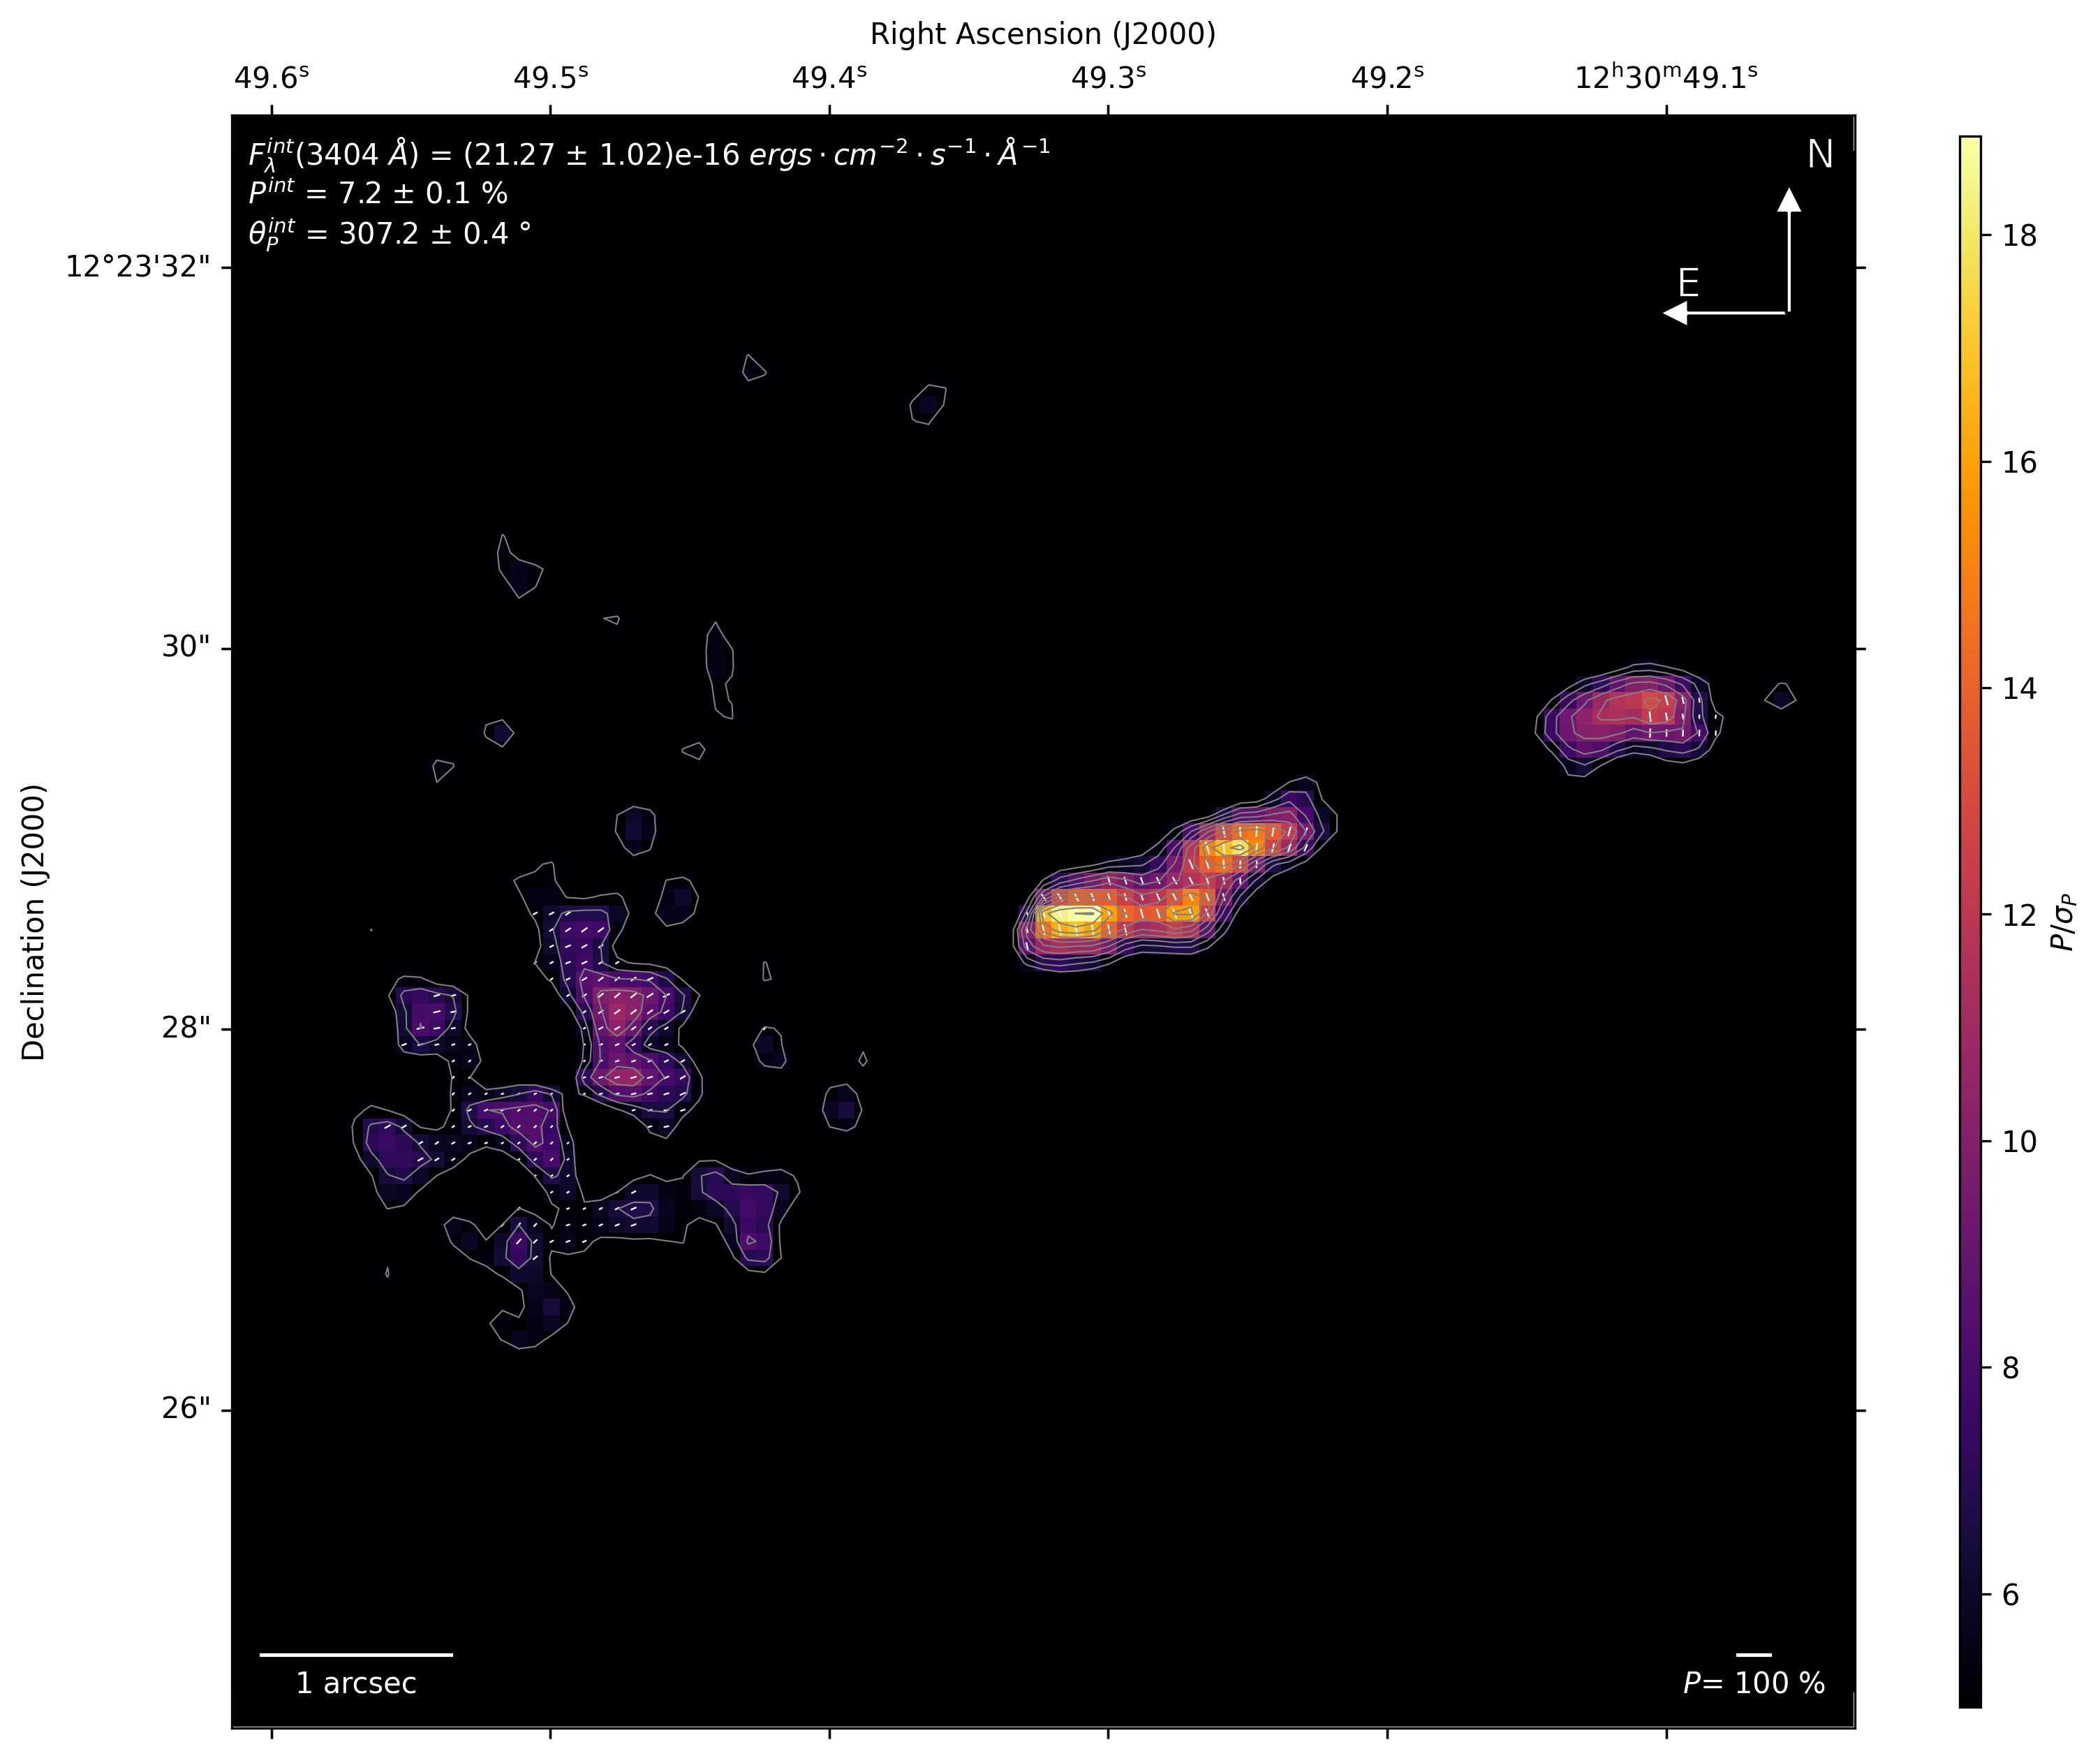 Right Ascension (J2000)
49.6ˢ 49.5ˢ 49.4ˢ 49.3ˢ 49.2ˢ 12ʰ30ᵐ49.1ˢ
F_λ^int(3404 Å) = (21.27 ± 1.02)e-16 ergs · cm⁻² · s⁻¹ · Å⁻¹
P^int = 7.2 ± 0.1 %
θ_P^int = 307.2 ± 0.4 °
N
E
12°23'32"
30"
28"
26"
Declination (J2000)
1 arcsec
P= 100 %
18
16
14
12
10
8
6
P/σ_P